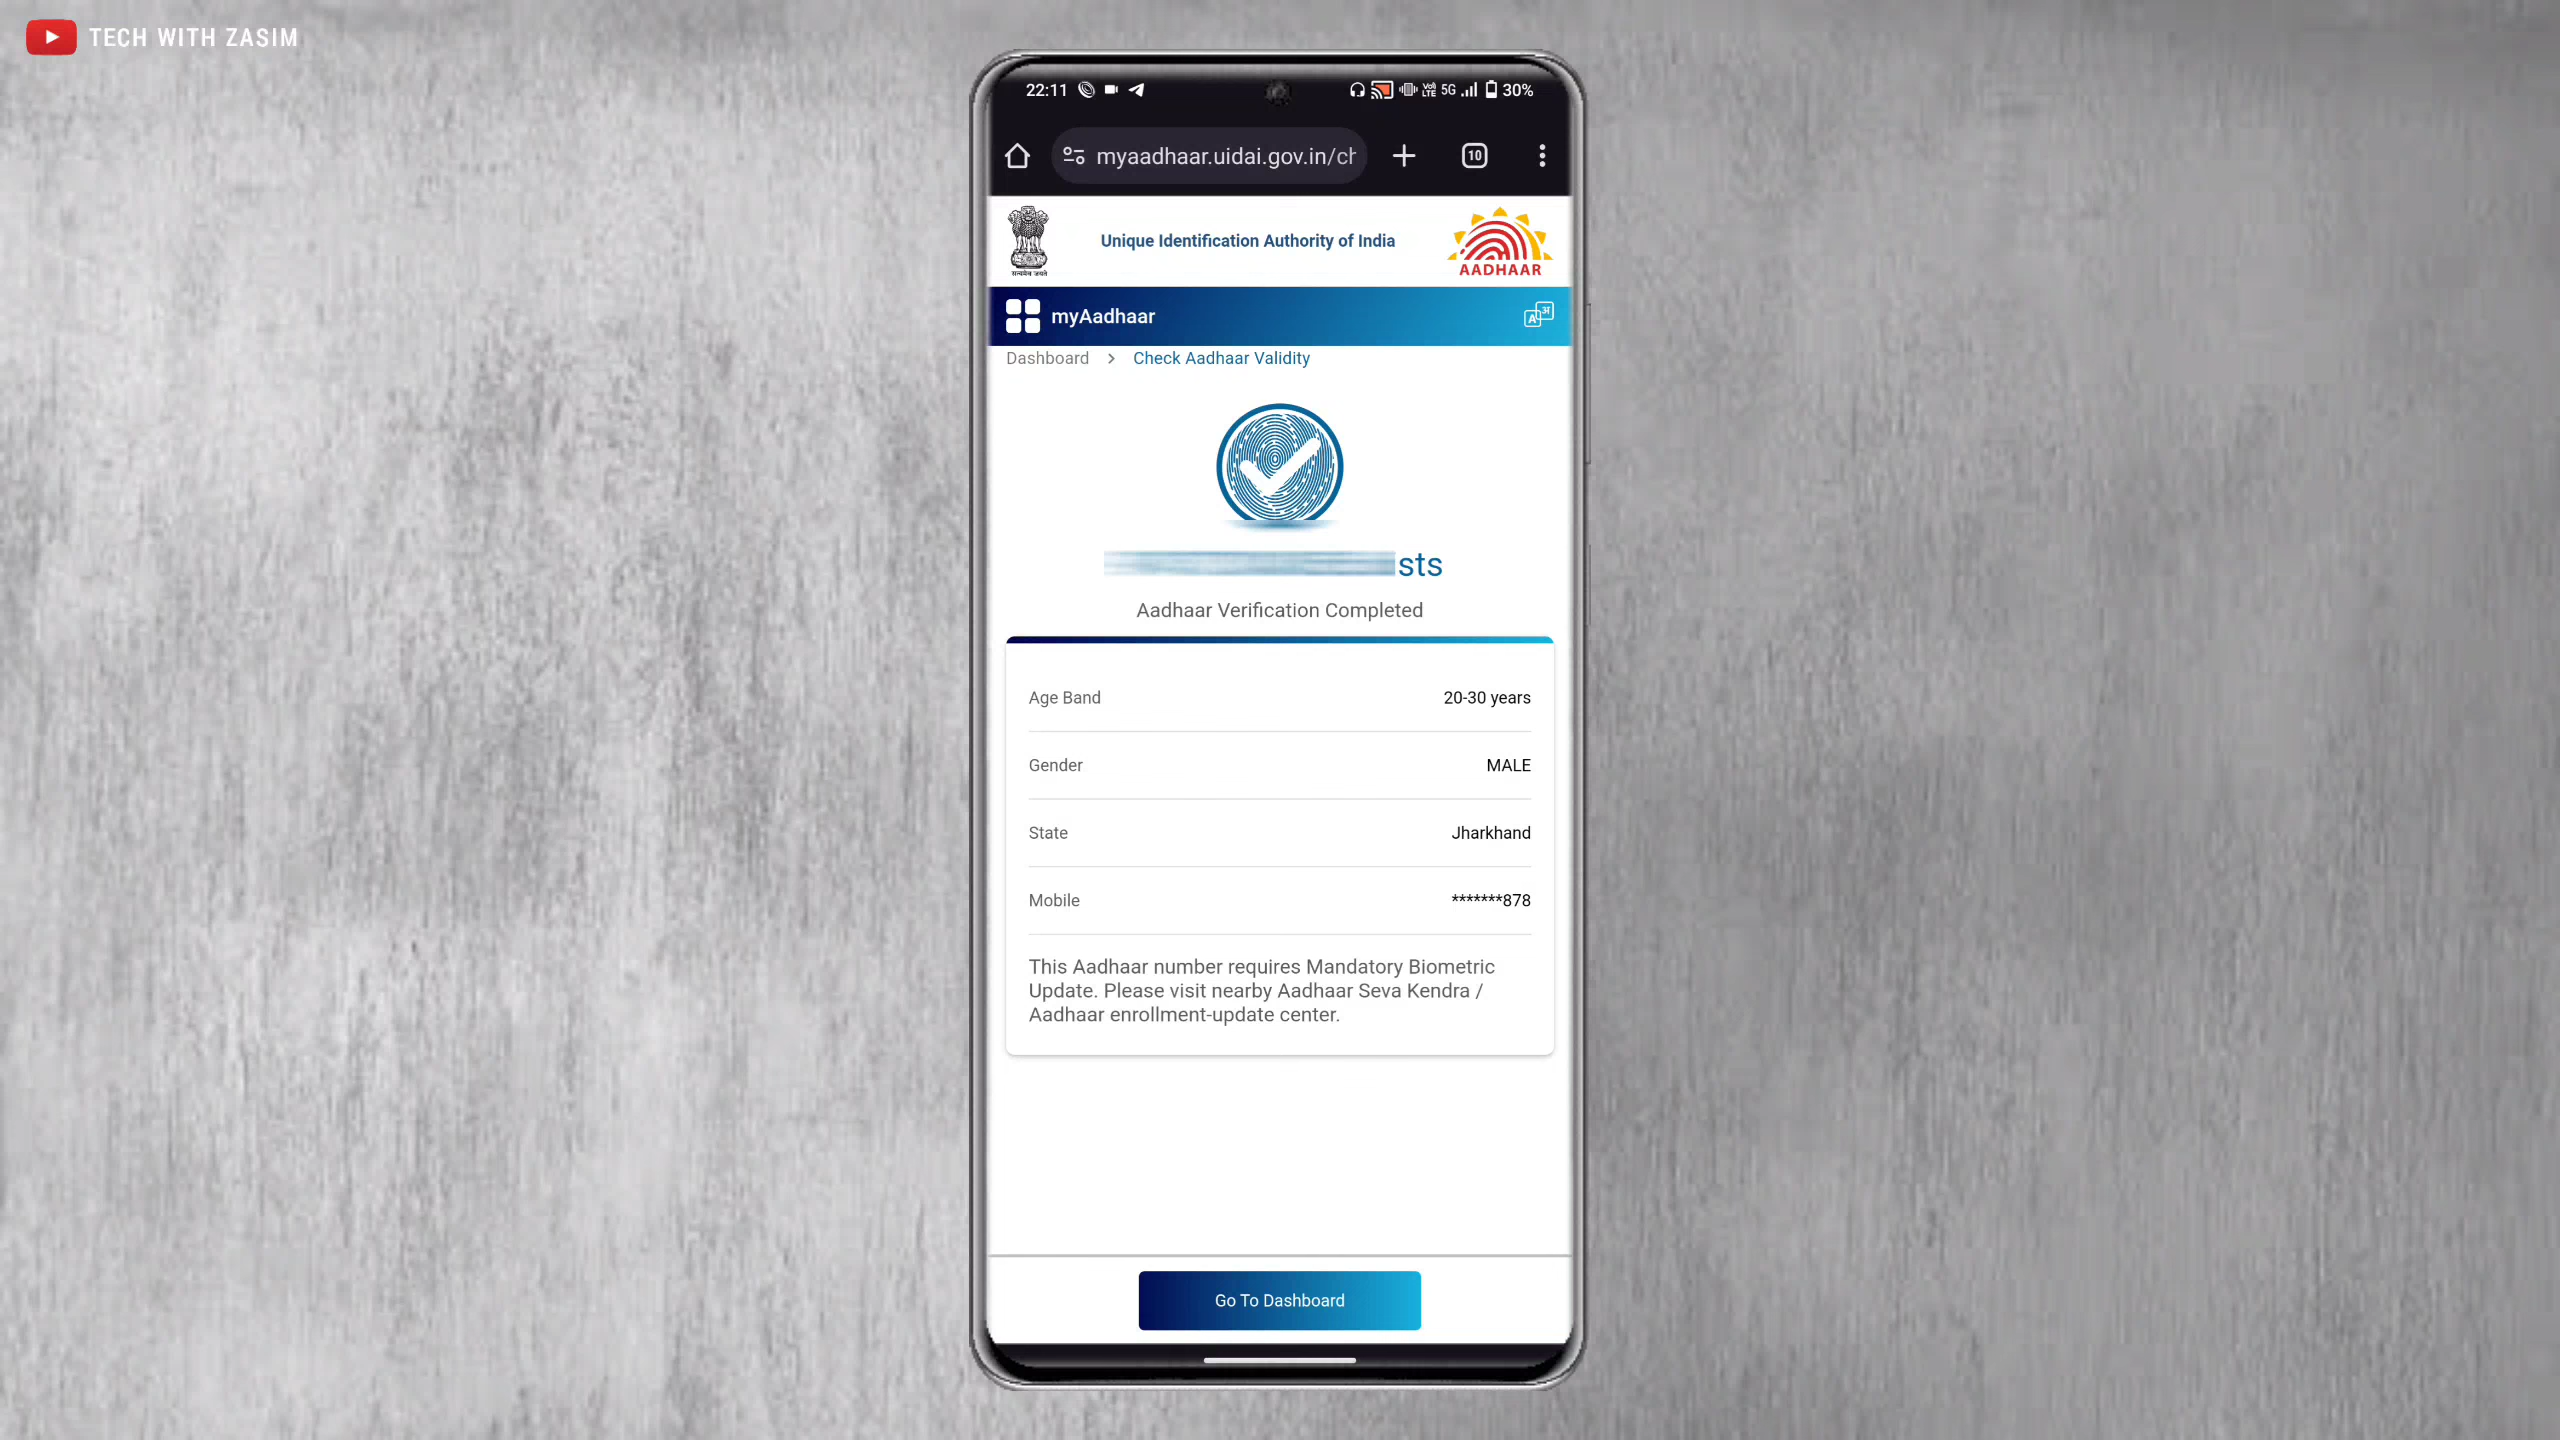 TECH WITH ZASIM
22:11
5G
30%
myaadhaar.uidai.gov.in/ch
10
सत्यमेव जयते
Unique Identification Authority of India
AADHAAR
myAadhaar
A अ
Dashboard > Check Aadhaar Validity
sts
Aadhaar Verification Completed
Age Band 20-30 years
Gender MALE
State Jharkhand
Mobile *******878
This Aadhaar number requires Mandatory Biometric
Update. Please visit nearby Aadhaar Seva Kendra /
Aadhaar enrollment-update center.
Go To Dashboard